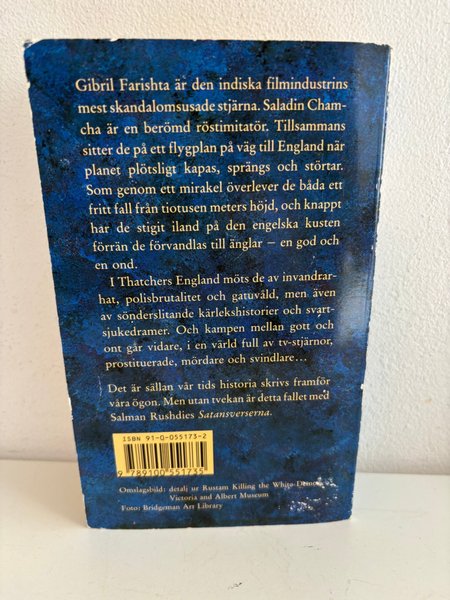 Gibril Farishta är den indiska filmindustrins
mest skandalomsusade stjärna. Saladin Cham-
cha är en berömd röstimitatör. Tillsammans
sitter de på ett flygplan på väg till England när
planet plötsligt kapas, sprängs och störtar.
Som genom ett mirakel överlever de båda ett
fritt fall från tiotusen meters höjd, och knappt
har de stigit iland på den engelska kusten
förrän de förvandlas till änglar – en god och
en ond.
I Thatchers England möts de av invandrar-
hat, polisbrutalitet och gatuvåld, men även
av sönderslitande kärlekshistorier och svart-
sjukedramer. Och kampen mellan gott och
ont går vidare, i en värld full av tv-stjärnor,
prostituerade, mördare och svindlare…
Det är sällan vår tids historia skrivs framför
våra ögon. Men utan tvekan är detta fallet med
Salman Rushdies Satansverserna.
ISBN 91-0-055173-2
9 789100 551735
Omslagsbild: detalj ur Rustam Killing the White
Victoria and Albert Museum
Foto: Bridgeman Art Library